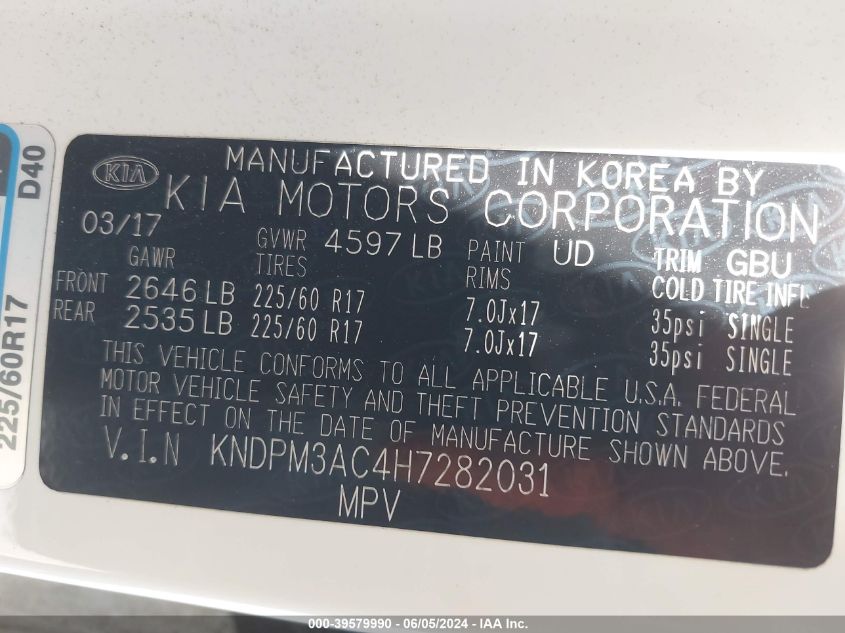 D40
225/60R17
KIA
MANUFACTURED IN KOREA BY
KIA MOTORS CORPORATION
03/17
GVWR 4597 LB PAINT UD TRIM GBU
GAWR TIRES RIMS COLD TIRE INFL
FRONT 2646 LB 225/60 R17 7.0Jx17 35psi SINGLE
REAR 2535 LB 225/60 R17 7.0Jx17 35psi SINGLE
THIS VEHICLE CONFORMS TO ALL APPLICABLE U.S.A. FEDERAL
MOTOR VEHICLE SAFETY AND THEFT PREVENTION STANDARDS
IN EFFECT ON THE DATE OF MANUFACTURE SHOWN ABOVE.
V.I.N KNDPM3AC4H7282031
MPV
000-39579990 - 06/05/2024 - IAA Inc.